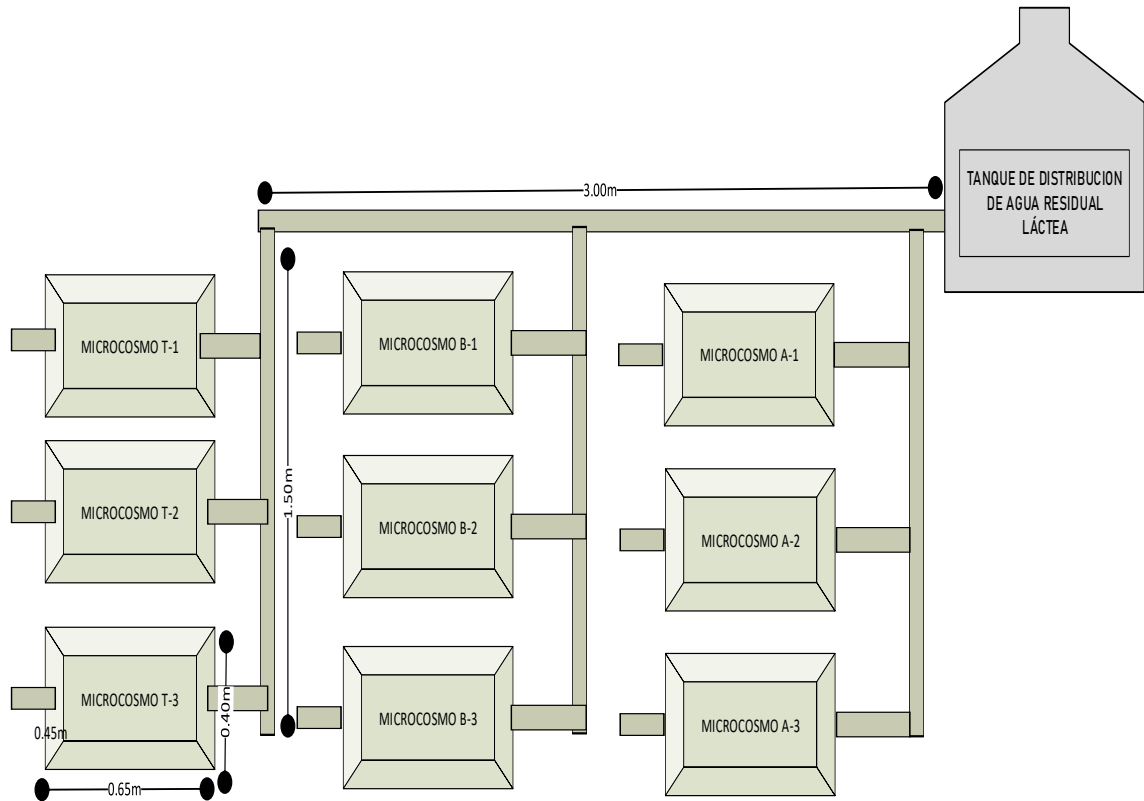 TANQUE DE DISTRIBUCION
DE AGUA RESIDUAL
LÁCTEA
3.00m
MICROCOSMO T-1
MICROCOSMO B-1
MICROCOSMO A-1
1.50m
MICROCOSMO T-2
MICROCOSMO B-2
MICROCOSMO A-2
MICROCOSMO T-3
MICROCOSMO B-3
MICROCOSMO A-3
0.40m
0.45m
0.65m